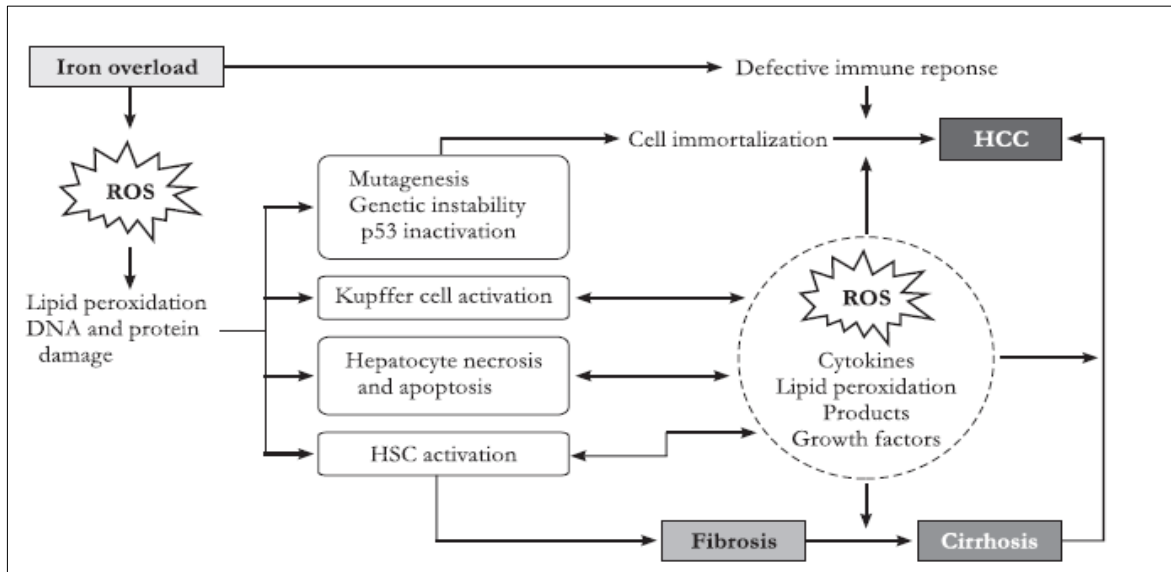 Iron overload
Defective immune reponse
Cell immortalization
HCC
ROS
Mutagenesis
Genetic instability
p53 inactivation
Lipid peroxidation
DNA and protein
damage
Kupffer cell activation
Hepatocyte necrosis
and apoptosis
HSC activation
ROS
Cytokines
Lipid peroxidation
Products
Growth factors
Fibrosis
Cirrhosis